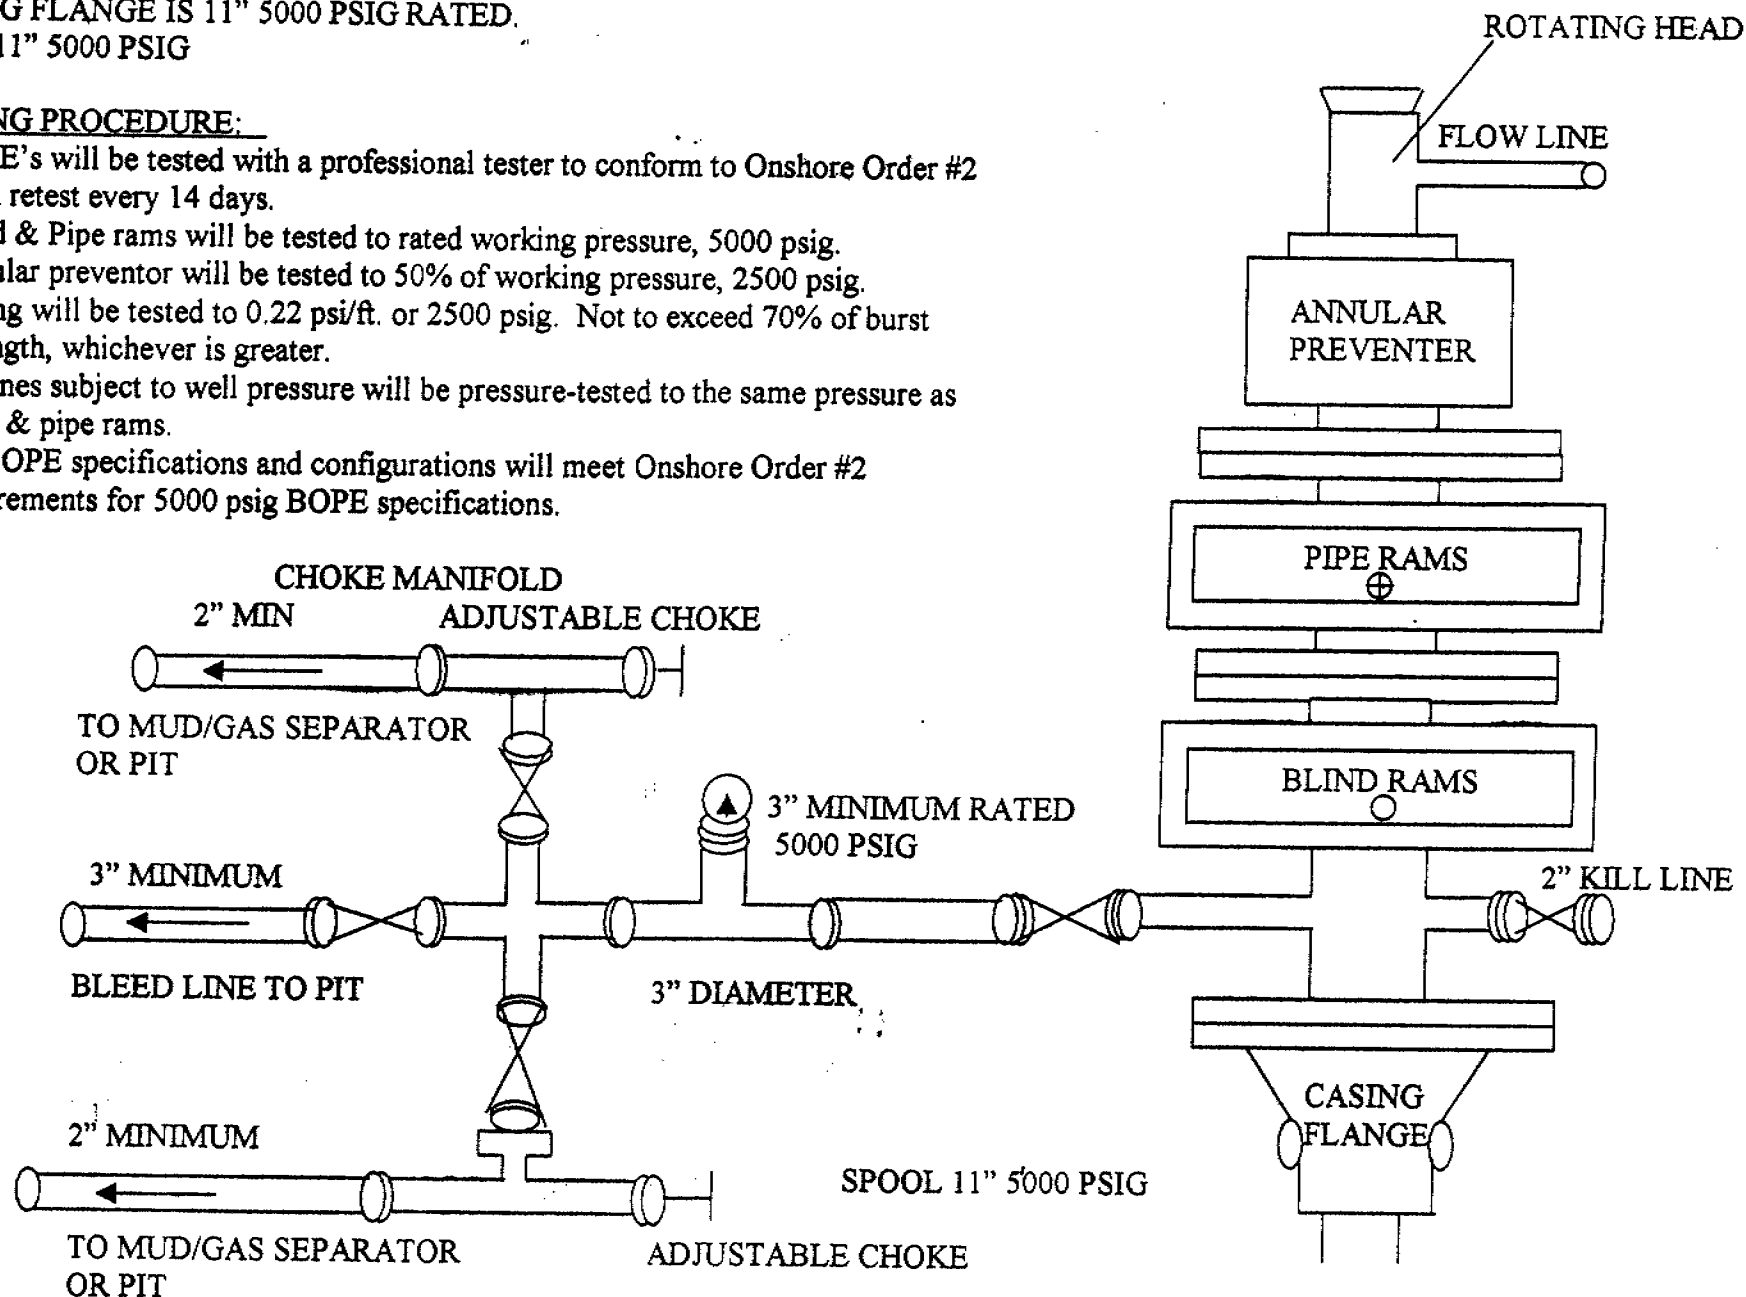 G FLANGE IS 11” 5000 PSIG RATED.
11” 5000 PSIG
NG PROCEDURE:
E’s will be tested with a professional tester to conform to Onshore Order #2
retest every 14 days.
& Pipe rams will be tested to rated working pressure, 5000 psig.
lar preventor will be tested to 50% of working pressure, 2500 psig.
ng will be tested to 0.22 psi/ft. or 2500 psig. Not to exceed 70% of burst
ngth, whichever is greater.
nes subject to well pressure will be pressure-tested to the same pressure as
& pipe rams.
OPE specifications and configurations will meet Onshore Order #2
rements for 5000 psig BOPE specifications.
ROTATING HEAD
FLOW LINE
ANNULAR
PREVENTER
PIPE RAMS
BLIND RAMS
2” KILL LINE
CASING
FLANGE
CHOKE MANIFOLD
2” MIN
ADJUSTABLE CHOKE
TO MUD/GAS SEPARATOR
OR PIT
3” MINIMUM RATED
5000 PSIG
3” MINIMUM
BLEED LINE TO PIT
3” DIAMETER
2” MINIMUM
SPOOL 11” 5000 PSIG
TO MUD/GAS SEPARATOR
OR PIT
ADJUSTABLE CHOKE